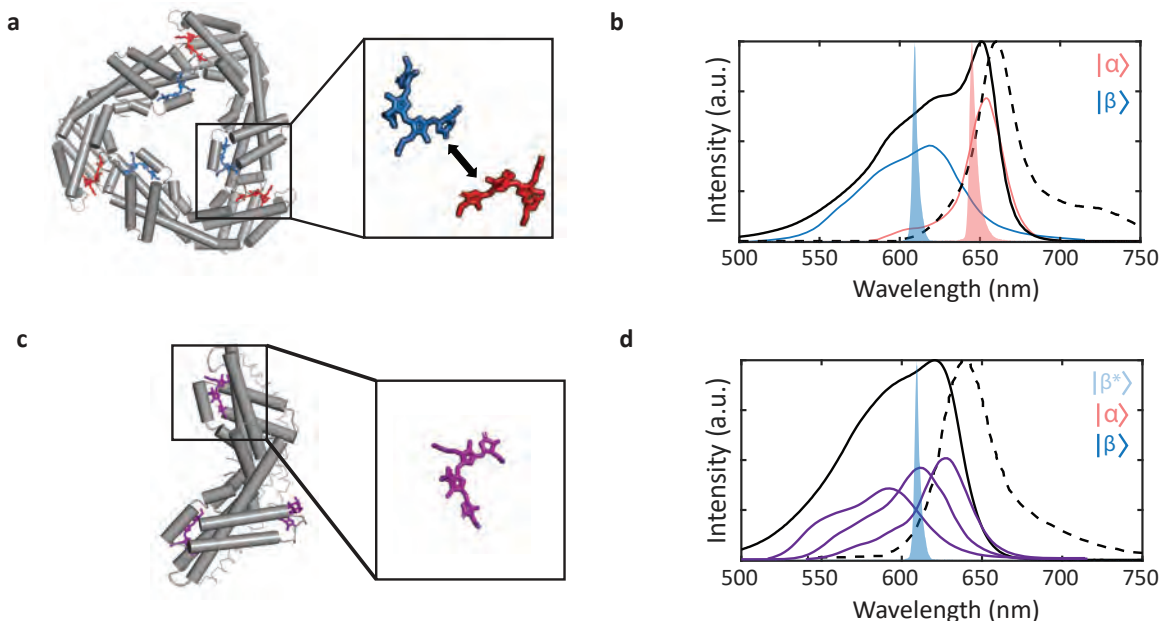 a
b
Intensity (a.u.)
|α⟩
|β⟩
500 550 600 650 700 750
Wavelength (nm)
c
d
Intensity (a.u.)
|β*⟩
|α⟩
|β⟩
500 550 600 650 700 750
Wavelength (nm)